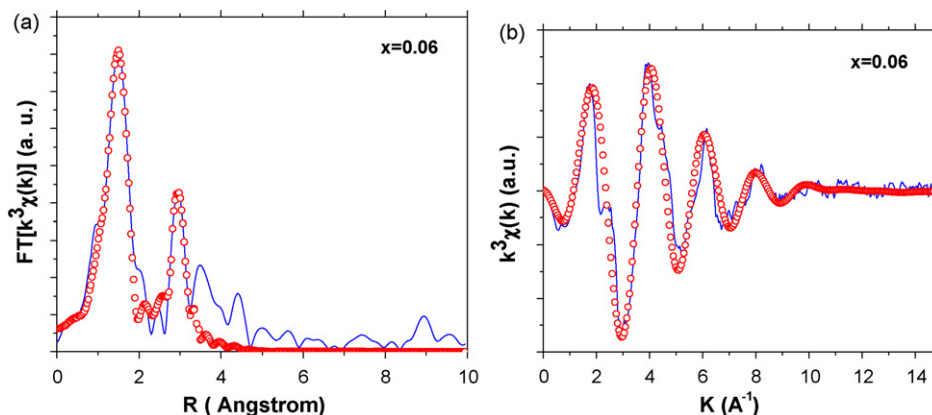 (a)
x=0.06
FT[k³χ(k)] (a. u.)
0 2 4 6 8 10
R ( Angstrom)
(b)
x=0.06
k³χ(k) (a.u.)
0 2 4 6 8 10 12 14
K (A⁻¹)